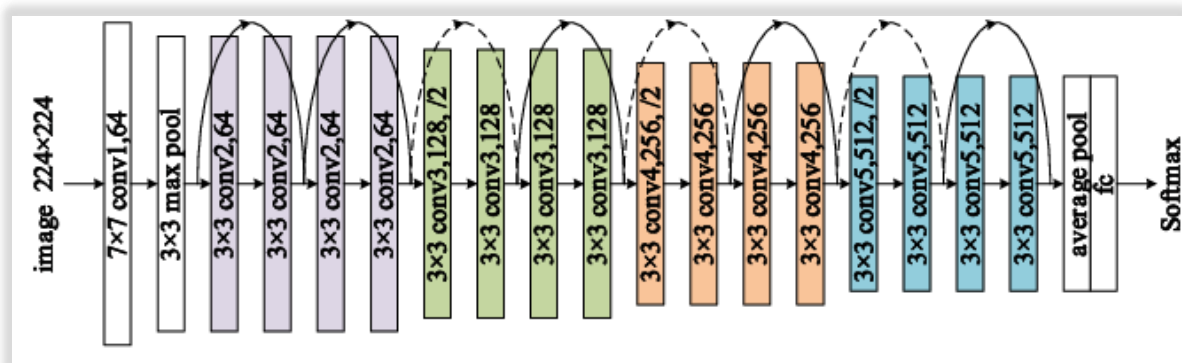 image 224×224
7×7 conv1,64
3×3 max pool
3×3 conv2,64
3×3 conv2,64
3×3 conv2,64
3×3 conv2,64
3×3 conv3,128, /2
3×3 conv3,128
3×3 conv3,128
3×3 conv3,128
3×3 conv4,256, /2
3×3 conv4,256
3×3 conv4,256
3×3 conv4,256
3×3 conv5,512, /2
3×3 conv5,512
3×3 conv5,512
3×3 conv5,512
average pool
fc
Softmax